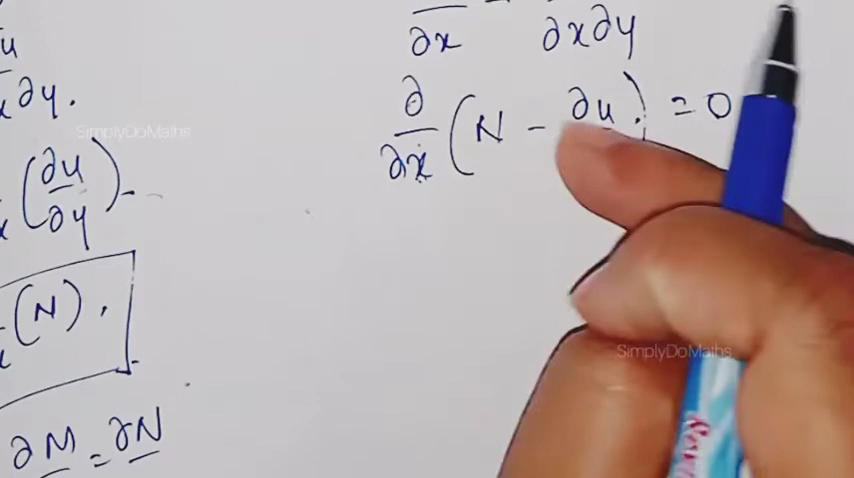 u
x∂y.
∂x ∂x∂y
∂/∂x (N - ∂u ) = 0
(∂u/∂y)
(N).
∂M = ∂N
SimplyDoMaths
SimplyDoMaths